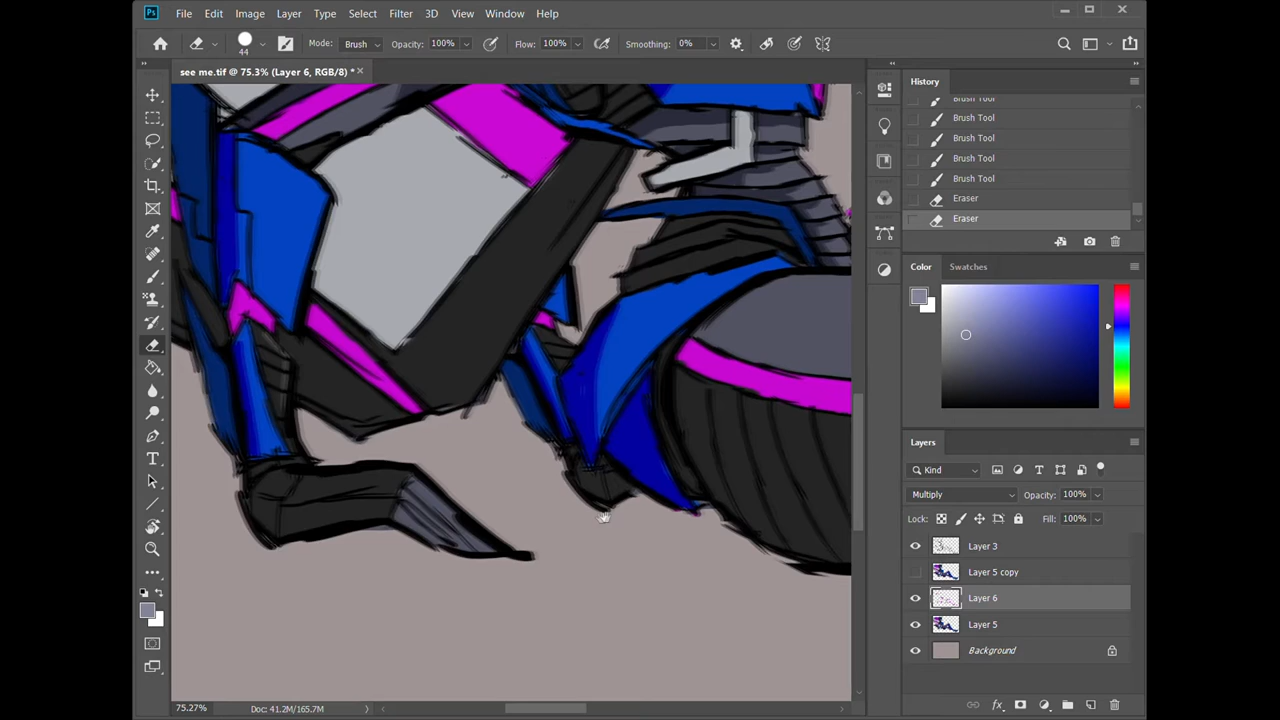 Ps File Edit Image Layer Type Select Filter 3D View Window Help
44 Mode: Brush Opacity: 100% Flow: 100% Smoothing: 0%
see me.tif @ 75.3% (Layer 6, RGB/8) *
History
Brush Tool
Brush Tool
Brush Tool
Brush Tool
Brush Tool
Eraser
Eraser
Color Swatches
Layers
Kind
Multiply Opacity: 100%
Lock: Fill: 100%
Layer 3
Layer 5 copy
Layer 6
Layer 5
Background
75.27% Doc: 41.2M/165.7M